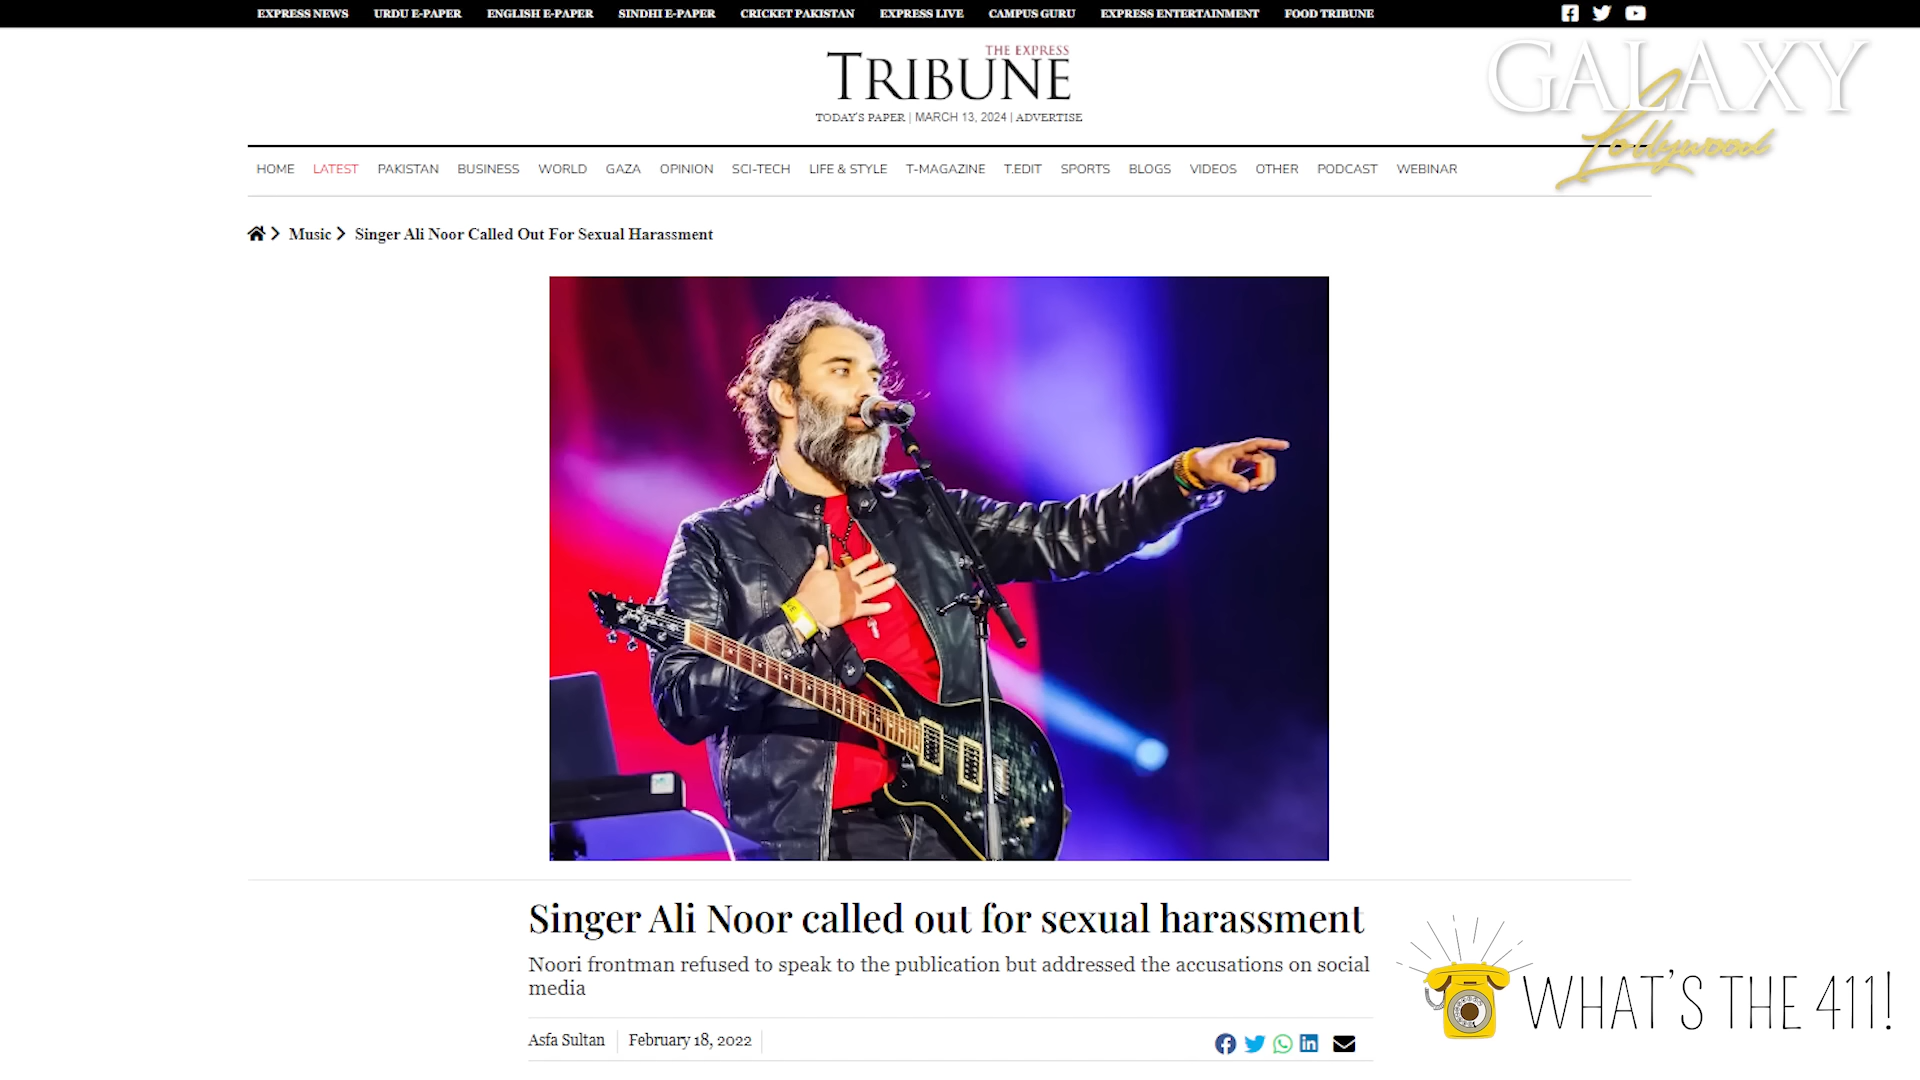 EXPRESS NEWS URDU E-PAPER ENGLISH E-PAPER SINDHI E-PAPER CRICKET PAKISTAN EXPRESS LIVE CAMPUS GURU EXPRESS ENTERTAINMENT FOOD TRIBUNE
GALAXY
Lollywood
THE EXPRESS
TRIBUNE
TODAY'S PAPER | MARCH 13, 2024 | ADVERTISE
HOME LATEST PAKISTAN BUSINESS WORLD GAZA OPINION SCI-TECH LIFE & STYLE T-MAGAZINE T.EDIT SPORTS BLOGS VIDEOS OTHER PODCAST WEBINAR
Music Singer Ali Noor Called Out For Sexual Harassment
Singer Ali Noor called out for sexual harassment
Noori frontman refused to speak to the publication but addressed the accusations on social
media
Asfa Sultan February 18, 2022
WHAT'S THE 411!